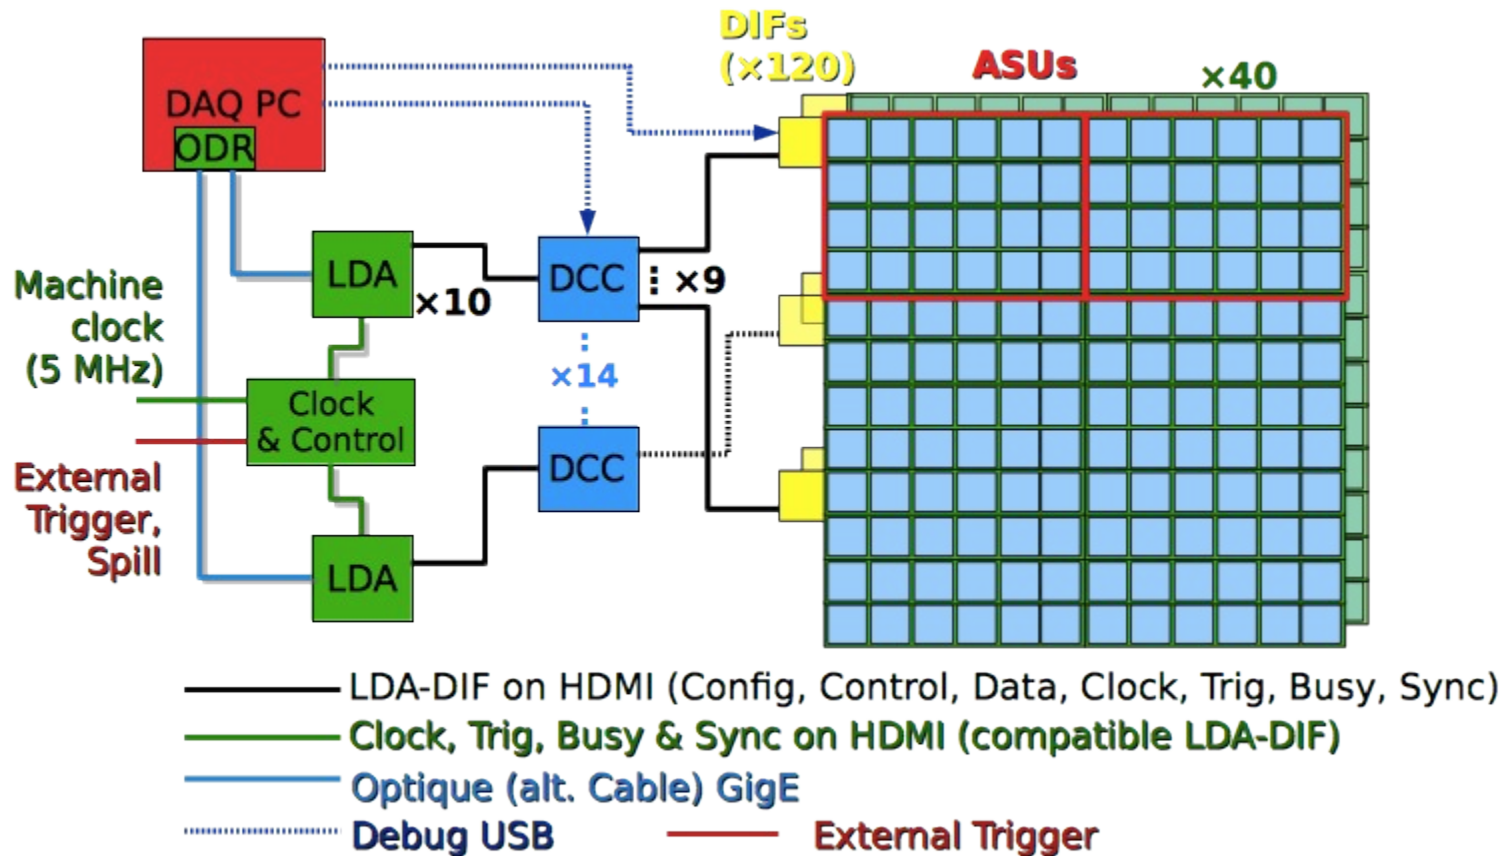 DIFs
(×120)
ASUs
×40
DAQ PC
ODR
LDA
×10
DCC
⋮ ×9
Machine
clock
(5 MHz)
×14
Clock
& Control
DCC
External
Trigger,
Spill
LDA
LDA-DIF on HDMI (Config, Control, Data, Clock, Trig, Busy, Sync)
Clock, Trig, Busy & Sync on HDMI (compatible LDA-DIF)
Optique (alt. Cable) GigE
Debug USB
External Trigger